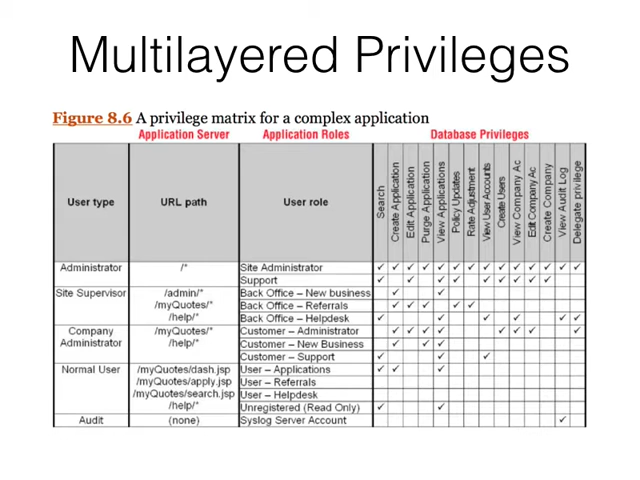 Multilayered Privileges
Figure 8.6 A privilege matrix for a complex application
Application Server Application Roles Database Privileges
User type URL path User role Search Create Application Edit Application Purge Application View Applications Policy Updates Rate Adjustment View User Accounts Create Users View Company Ac Edit Company Ac Create Company View Audit Log Delegate privilege
Administrator /* Site Administrator ✓ ✓ ✓ ✓ ✓ ✓ ✓ ✓ ✓ ✓ ✓ ✓ ✓ ✓
Support ✓ ✓ ✓ ✓ ✓ ✓ ✓ ✓
Site Supervisor /admin/* Back Office – New business ✓ ✓
/myQuotes/* Back Office – Referrals ✓ ✓ ✓ ✓ ✓
/help/* Back Office – Helpdesk ✓ ✓ ✓ ✓ ✓ ✓
Company /myQuotes/* Customer – Administrator ✓ ✓ ✓ ✓ ✓ ✓ ✓ ✓
Administrator /help/* Customer – New Business ✓ ✓ ✓
Customer – Support ✓ ✓ ✓
Normal User /myQuotes/dash.jsp User – Applications ✓ ✓ ✓
/myQuotes/apply.jsp User – Referrals
/myQuotes/search.jsp User – Helpdesk
/help/* Unregistered (Read Only) ✓ ✓
Audit (none) Syslog Server Account ✓